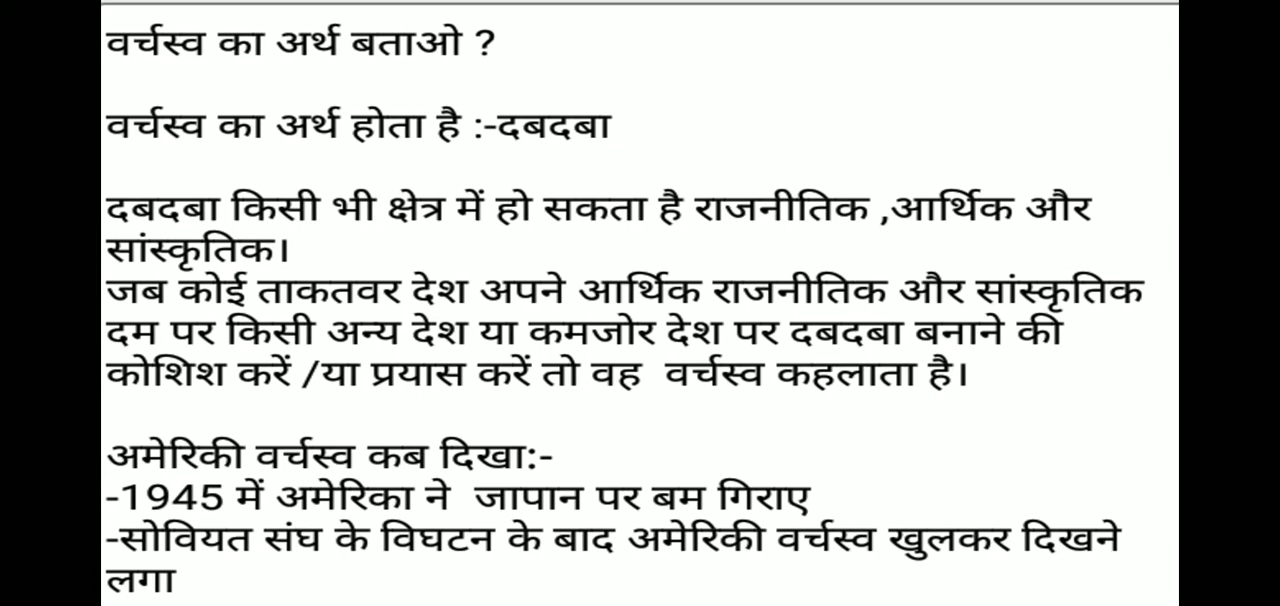 वर्चस्व का अर्थ बताओ ?
वर्चस्व का अर्थ होता है :-दबदबा
दबदबा किसी भी क्षेत्र में हो सकता है राजनीतिक ,आर्थिक और
सांस्कृतिक।
जब कोई ताकतवर देश अपने आर्थिक राजनीतिक और सांस्कृतिक
दम पर किसी अन्य देश या कमजोर देश पर दबदबा बनाने की
कोशिश करें /या प्रयास करें तो वह वर्चस्व कहलाता है।
अमेरिकी वर्चस्व कब दिखा:-
-1945 में अमेरिका ने जापान पर बम गिराए
-सोवियत संघ के विघटन के बाद अमेरिकी वर्चस्व खुलकर दिखने
लगा